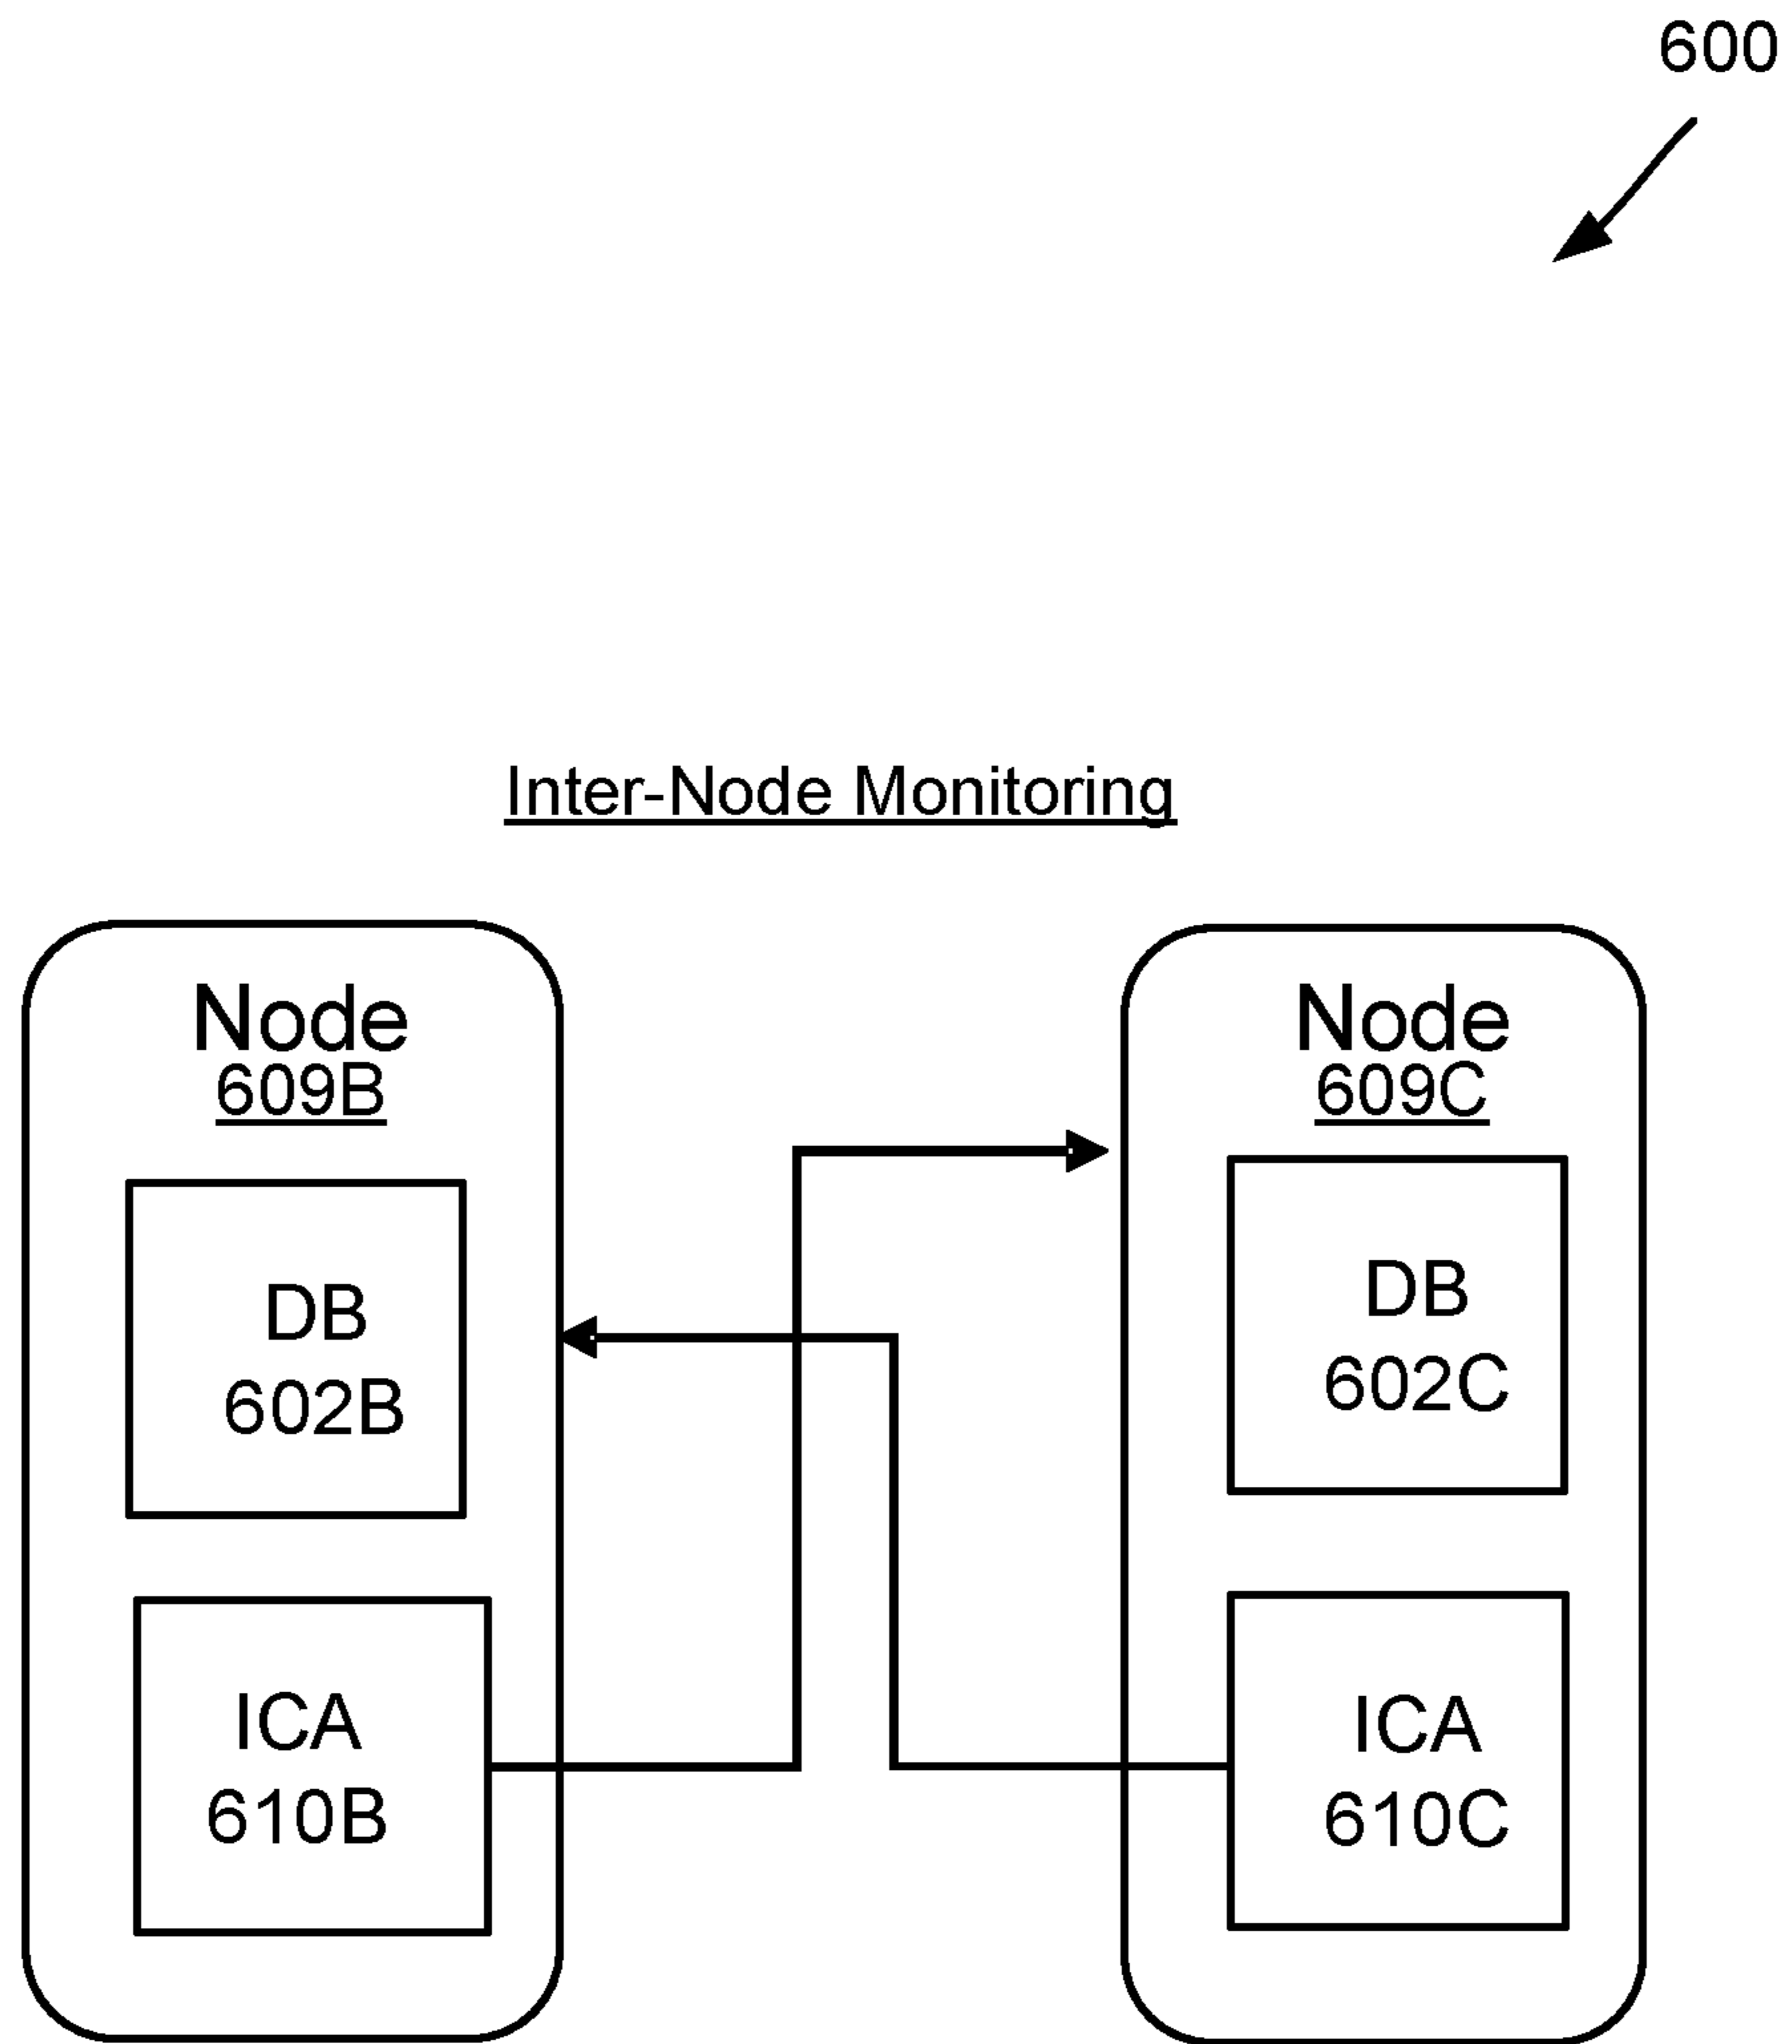 600
Inter-Node Monitoring
Node
609B
DB
602B
ICA
610B
Node
609C
DB
602C
ICA
610C